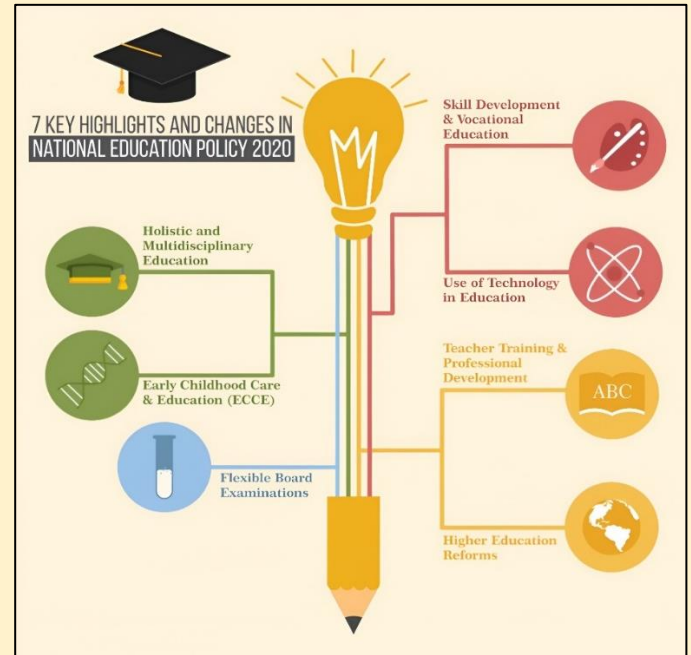 7 KEY HIGHLIGHTS AND CHANGES IN
NATIONAL EDUCATION POLICY 2020
Holistic and
Multidisciplinary
Education
Early Childhood Care
& Education (ECCE)
Flexible Board
Examinations
Skill Development
& Vocational
Education
Use of Technology
in Education
Teacher Training &
Professional
Development
ABC
Higher Education
Reforms